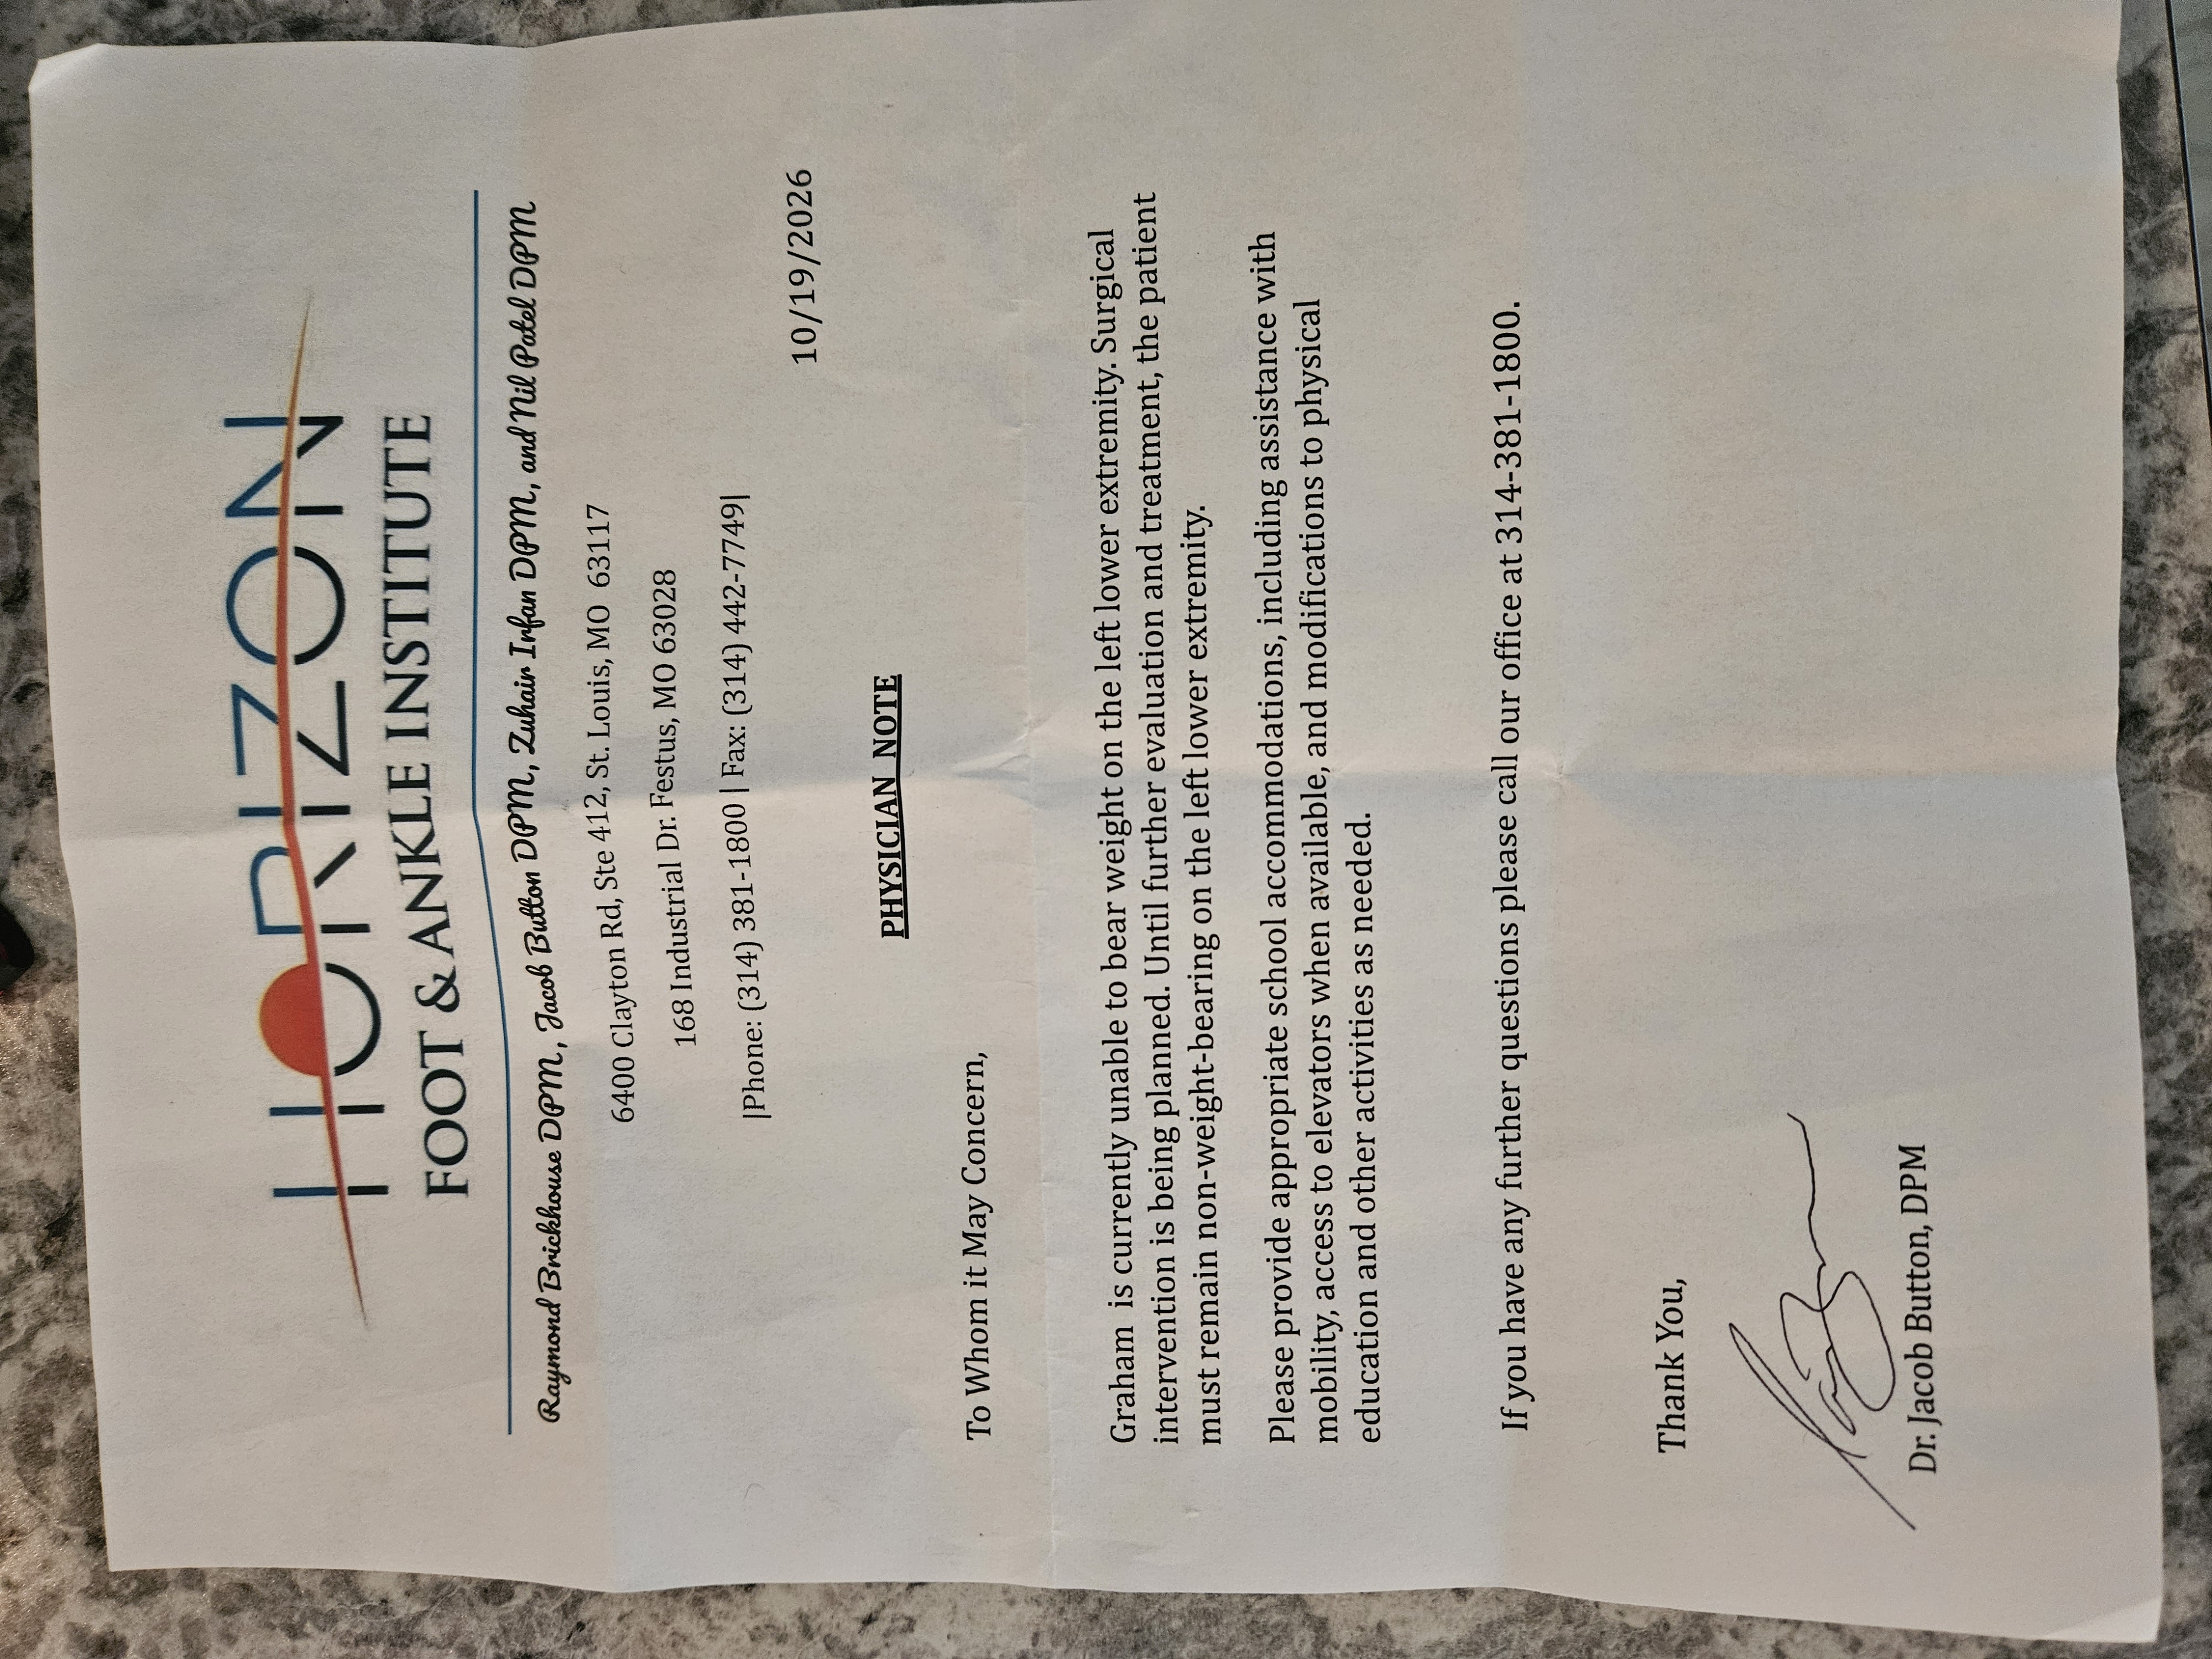 HORIZON
FOOT & ANKLE INSTITUTE
Raymond Brickhouse DPM, Jacob Button DPM, Zuhair Irfan DPM, and Nil Patel DPM
6400 Clayton Rd, Ste 412, St. Louis, MO 63117
168 Industrial Dr. Festus, MO 63028
|Phone: (314) 381-1800 | Fax: (314) 442-7749|
10/19/2026
PHYSICIAN NOTE
To Whom it May Concern,
Graham is currently unable to bear weight on the left lower extremity. Surgical
intervention is being planned. Until further evaluation and treatment, the patient
must remain non-weight-bearing on the left lower extremity.
Please provide appropriate school accommodations, including assistance with
mobility, access to elevators when available, and modifications to physical
education and other activities as needed.
If you have any further questions please call our office at 314-381-1800.
Thank You,
Dr. Jacob Button, DPM